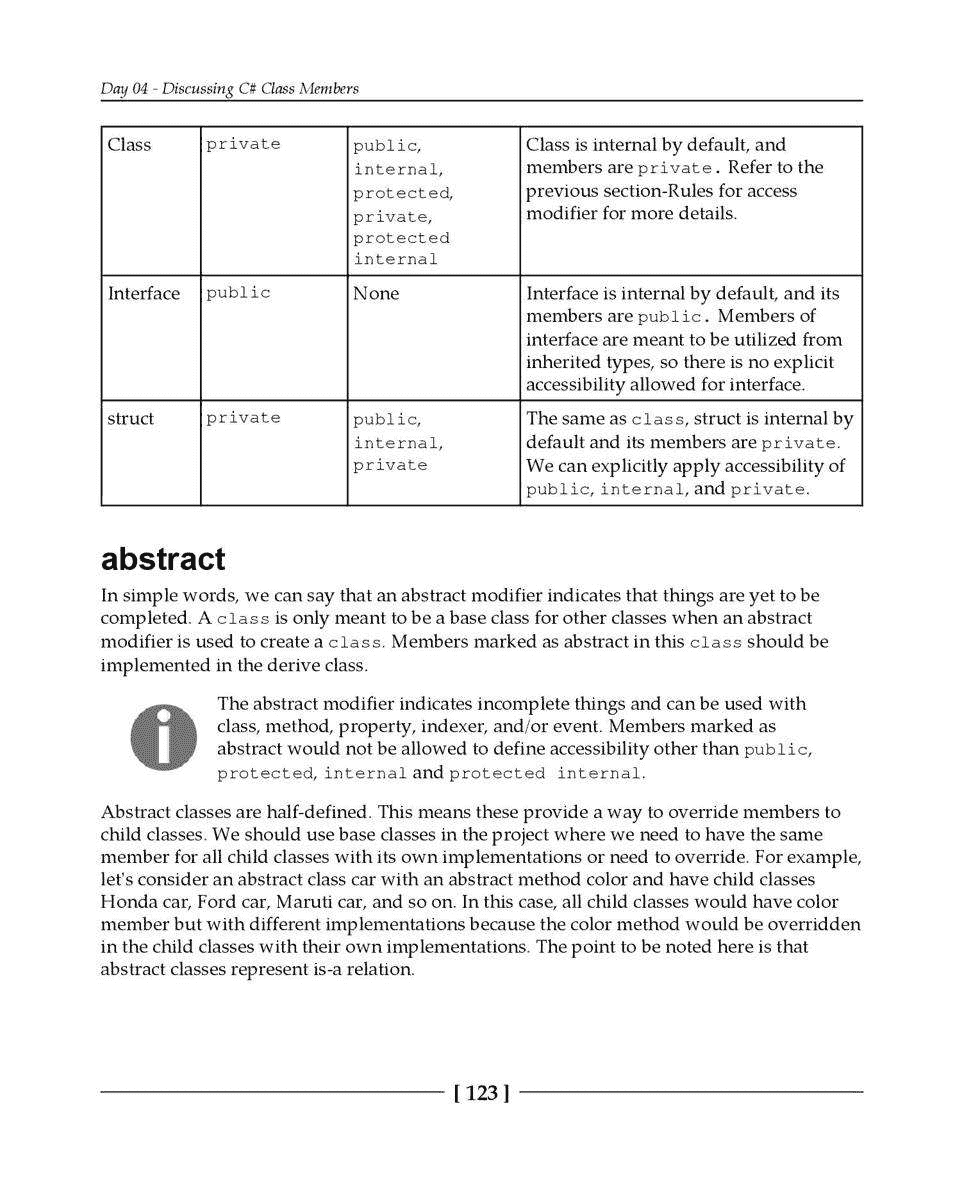 Day 04 - Discussing C# Class Members
Class private public, Class is internal by default, and
internal, members are private. Refer to the
protected, previous section-Rules for access
private, modifier for more details.
protected
internal
Interface public None Interface is internal by default, and its
members are public. Members of
interface are meant to be utilized from
inherited types, so there is no explicit
accessibility allowed for interface.
struct private public, The same as class, struct is internal by
internal, default and its members are private.
private We can explicitly apply accessibility of
public, internal, and private.
abstract
In simple words, we can say that an abstract modifier indicates that things are yet to be
completed. A class is only meant to be a base class for other classes when an abstract
modifier is used to create a class. Members marked as abstract in this class should be
implemented in the derive class.
The abstract modifier indicates incomplete things and can be used with
class, method, property, indexer, and/or event. Members marked as
abstract would not be allowed to define accessibility other than public,
protected, internal and protected internal.
Abstract classes are half-defined. This means these provide a way to override members to
child classes. We should use base classes in the project where we need to have the same
member for all child classes with its own implementations or need to override. For example,
let's consider an abstract class car with an abstract method color and have child classes
Honda car, Ford car, Maruti car, and so on. In this case, all child classes would have color
member but with different implementations because the color method would be overridden
in the child classes with their own implementations. The point to be noted here is that
abstract classes represent is-a relation.
[ 123 ]